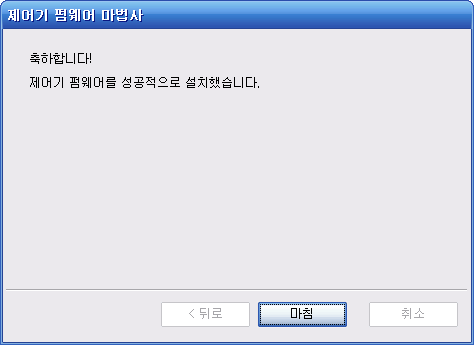 제어기 펌웨어 마법사
축하합니다!
제어기 펌웨어를 성공적으로 설치했습니다.
< 뒤로
마침
취소